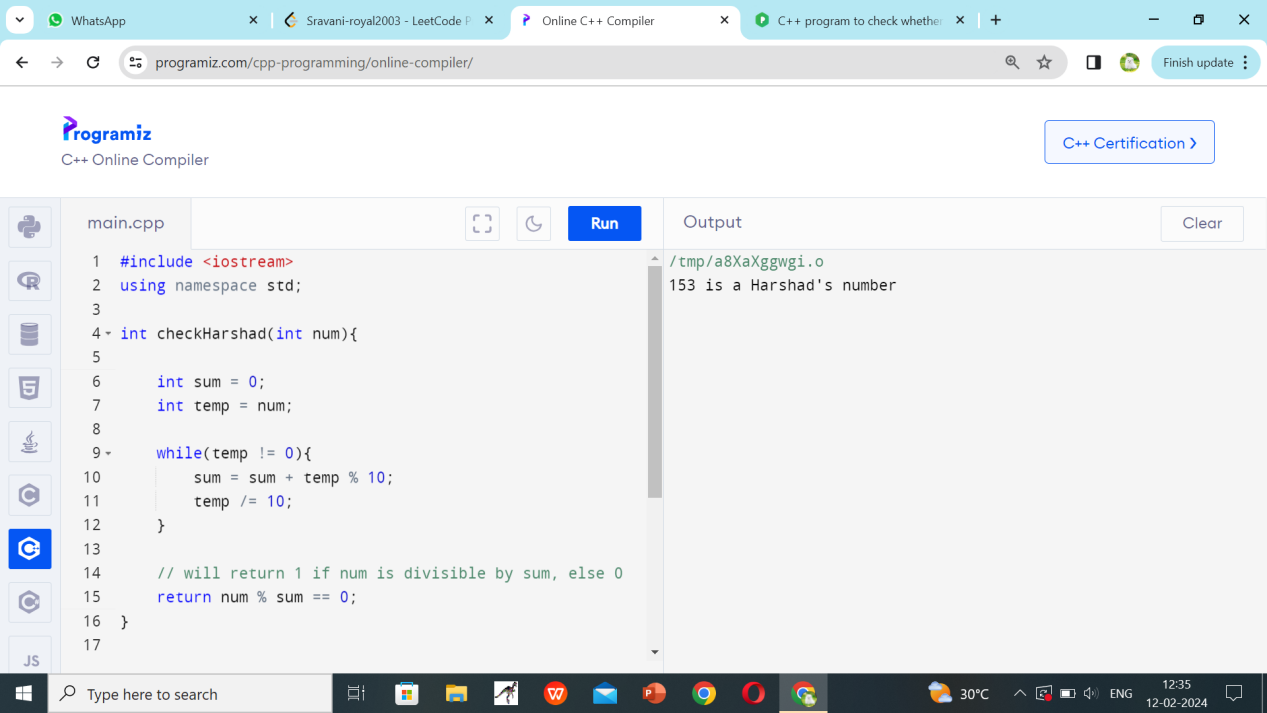 WhatsApp
Sravani-royal2003 - LeetCode P
Online C++ Compiler
C++ program to check whether
programiz.com/cpp-programming/online-compiler/
Finish update
Programiz
C++ Online Compiler
C++ Certification ›
main.cpp
Run
Output
Clear
1 #include <iostream>
2 using namespace std;
3
4 int checkHarshad(int num){
5
6 int sum = 0;
7 int temp = num;
8
9 while(temp != 0){
10 sum = sum + temp % 10;
11 temp /= 10;
12 }
13
14 // will return 1 if num is divisible by sum, else 0
15 return num % sum == 0;
16 }
17
/tmp/a8XaXggwgi.o
153 is a Harshad's number
JS
Type here to search
30°C
ENG
12:35
12-02-2024